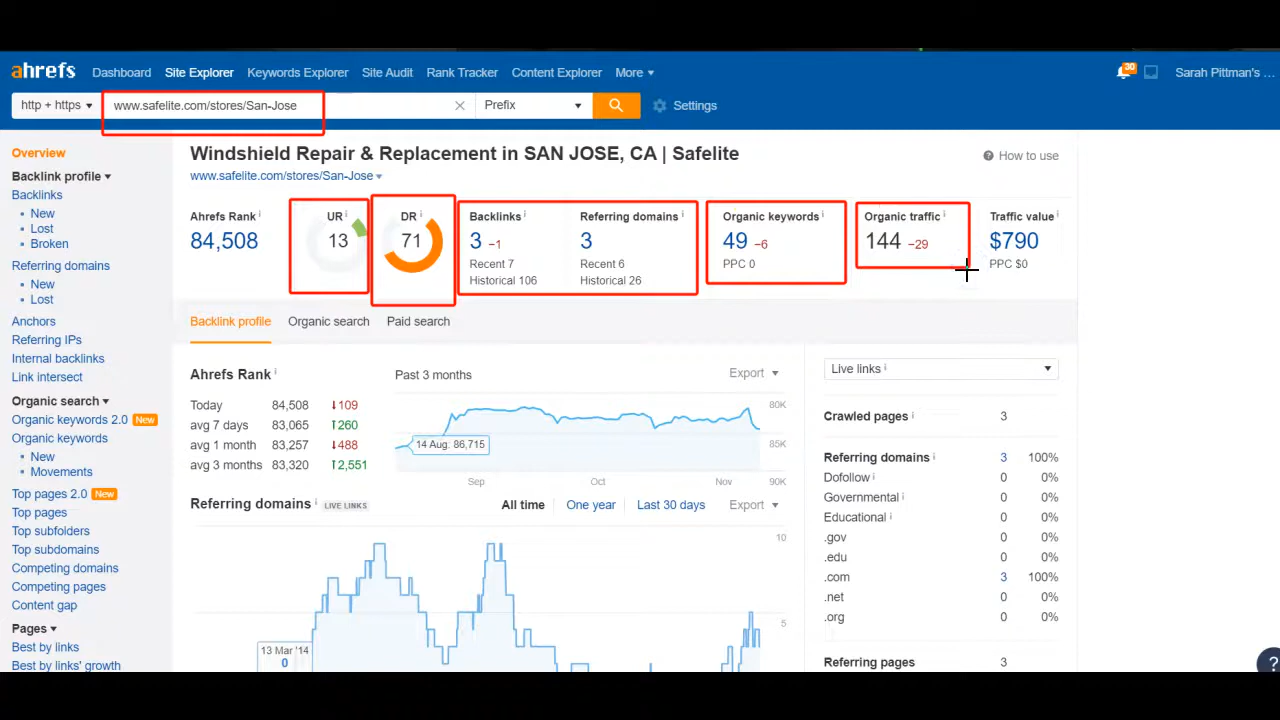 ahrefs Dashboard Site Explorer Keywords Explorer Site Audit Rank Tracker Content Explorer More 30 Sarah Pittman's ...
http + https www.safelite.com/stores/San-Jose Prefix Settings
Overview
Backlink profile
Backlinks
New
Lost
Broken
Referring domains
New
Lost
Anchors
Referring IPs
Internal backlinks
Link intersect
Organic search
Organic keywords 2.0 New
Organic keywords
New
Movements
Top pages 2.0 New
Top pages
Top subfolders
Top subdomains
Competing domains
Competing pages
Content gap
Pages
Best by links
Best by links' growth
Windshield Repair & Replacement in SAN JOSE, CA | Safelite
How to use
www.safelite.com/stores/San-Jose
Ahrefs Rank i
84,508
UR i
13
DR i
71
Backlinks i
3 −1
Recent 7
Historical 106
Referring domains i
3
Recent 6
Historical 26
Organic keywords i
49 −6
PPC 0
Organic traffic i
144 −29
Traffic value i
$790
PPC $0
Backlink profile Organic search Paid search
Ahrefs Rank i
Today 84,508 ↓109
avg 7 days 83,065 ↑260
avg 1 month 83,257 ↓488
avg 3 months 83,320 ↑2,551
Past 3 months
Export
80K
85K
90K
14 Aug: 86,715
Sep Oct Nov
Referring domains i LIVE LINKS
All time One year Last 30 days Export
10
5
13 Mar '14
0
Live links i
Crawled pages i 3
Referring domains i 3 100%
Dofollow i 0 0%
Governmental i 0 0%
Educational i 0 0%
.gov 0 0%
.edu 0 0%
.com 3 100%
.net 0 0%
.org 0 0%
Referring pages 3
?